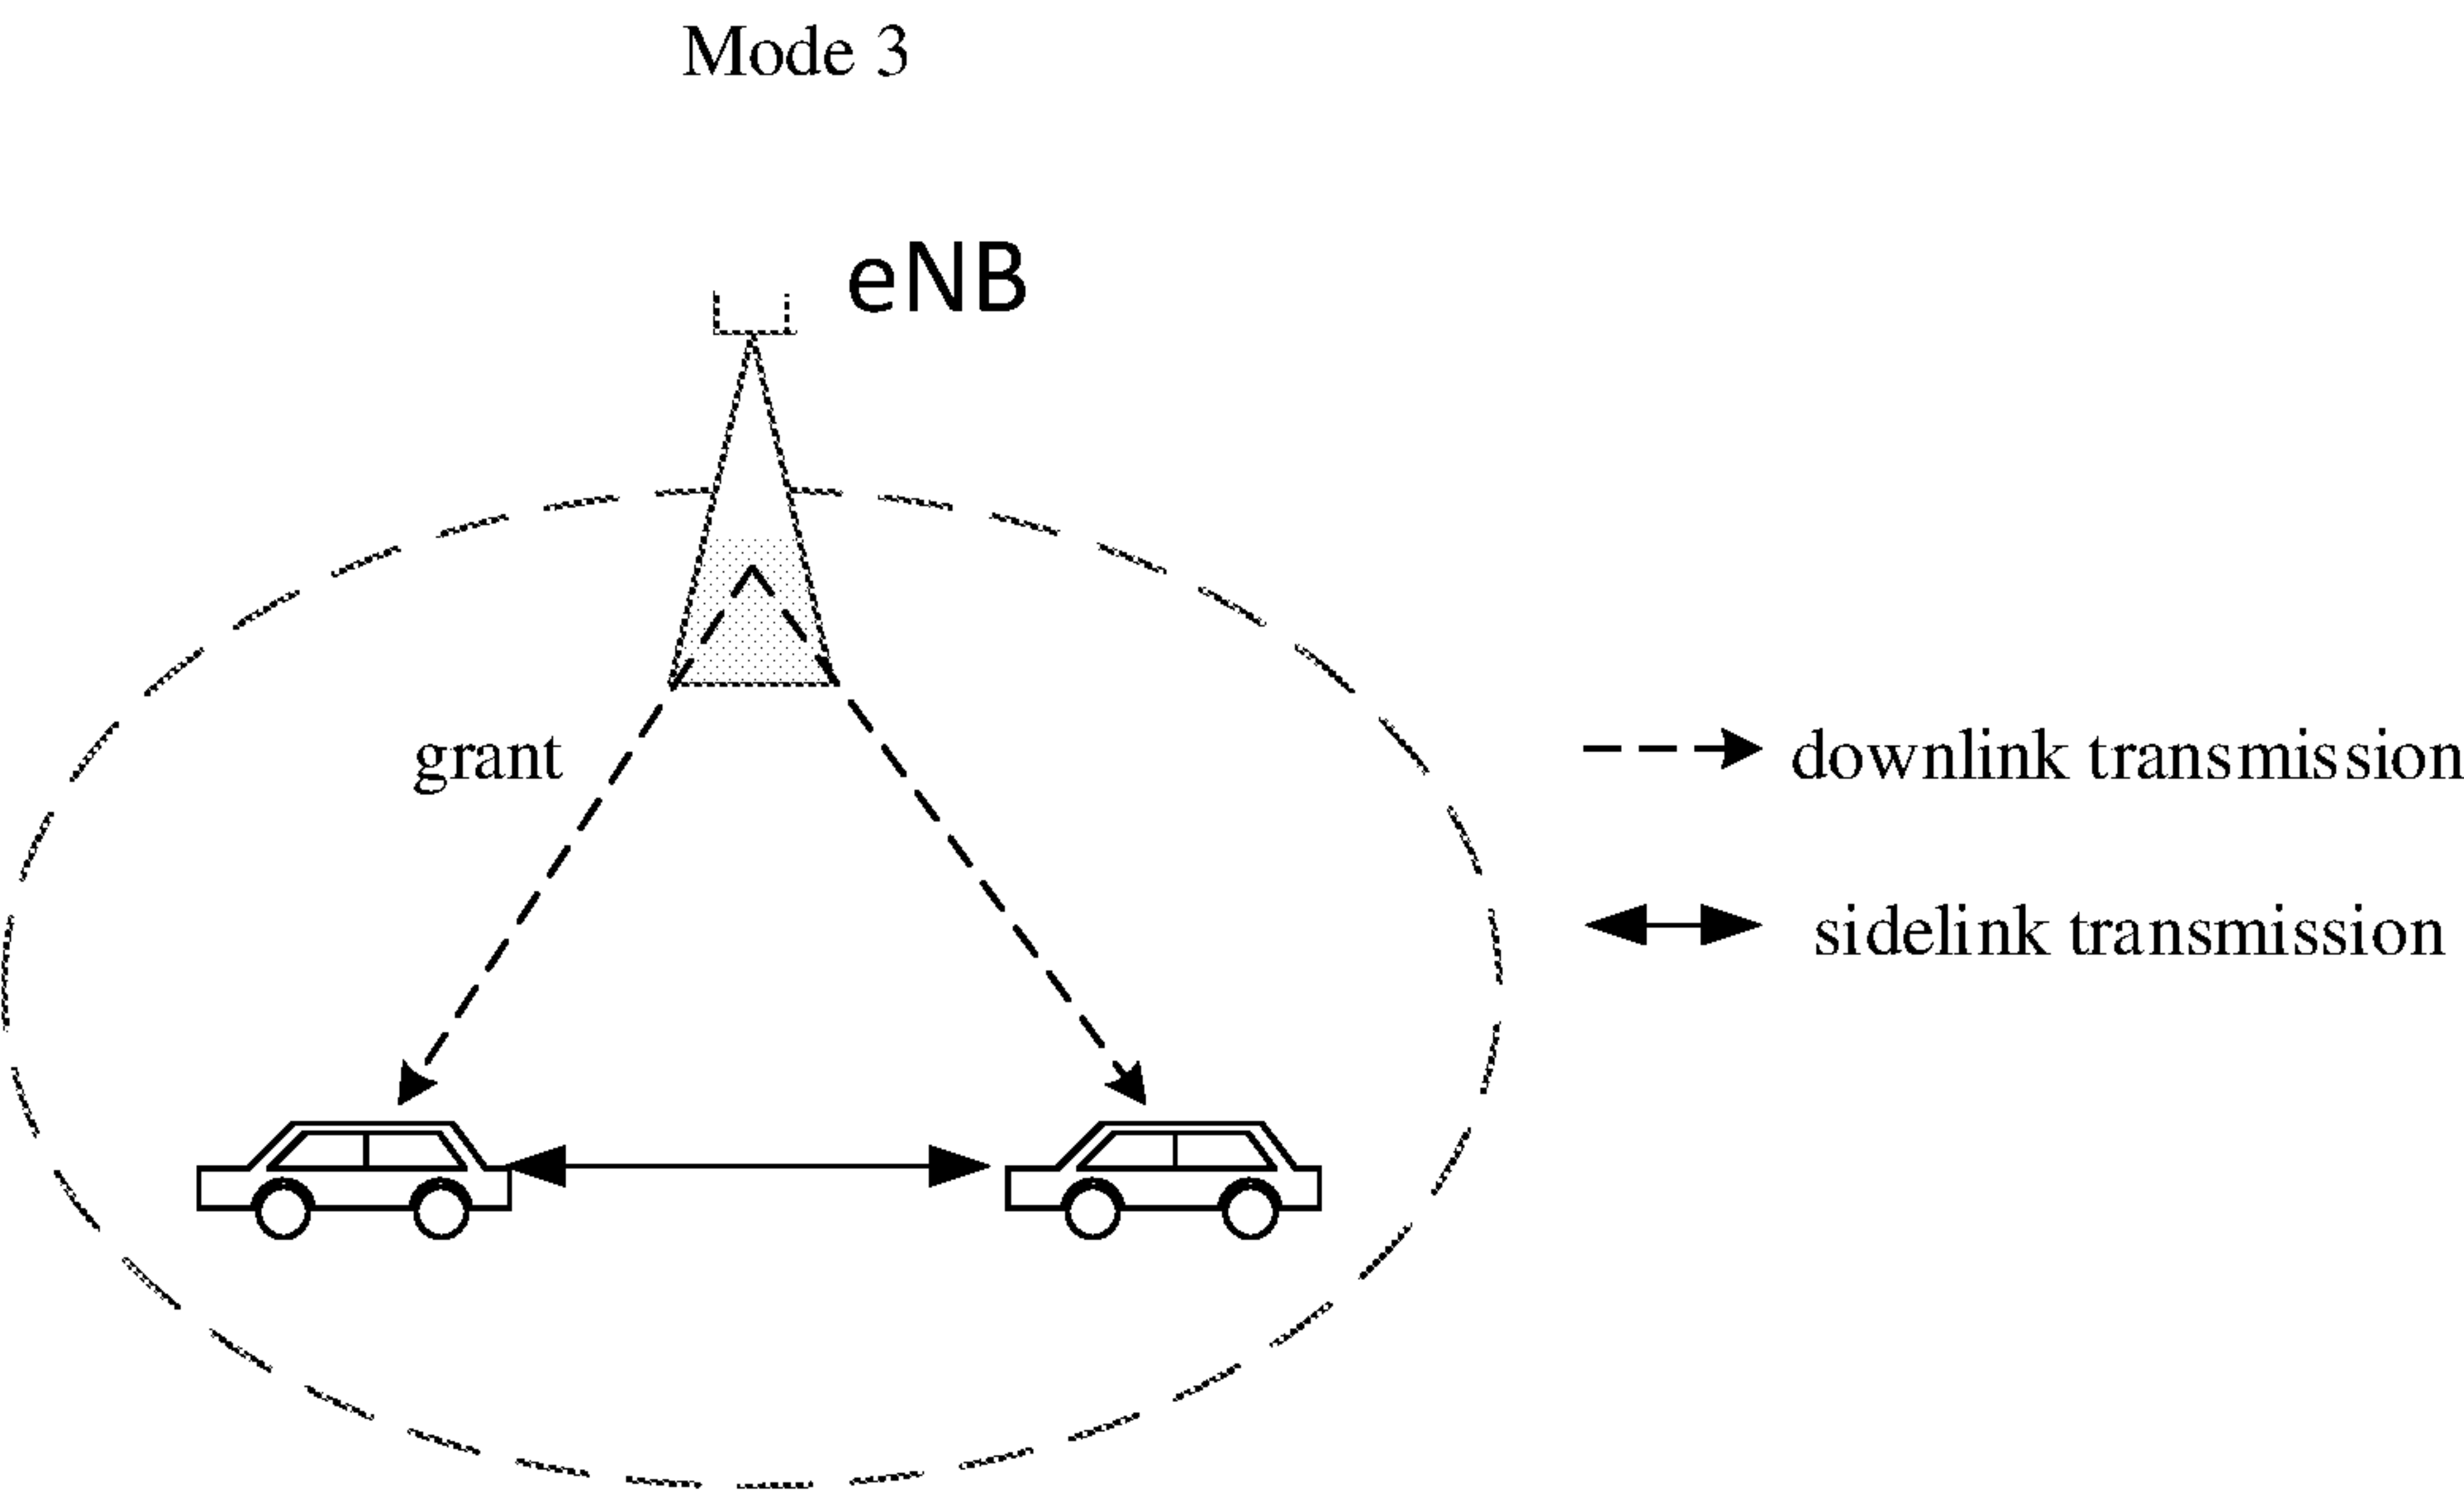 Mode 3
eNB
grant
downlink transmission
sidelink transmission